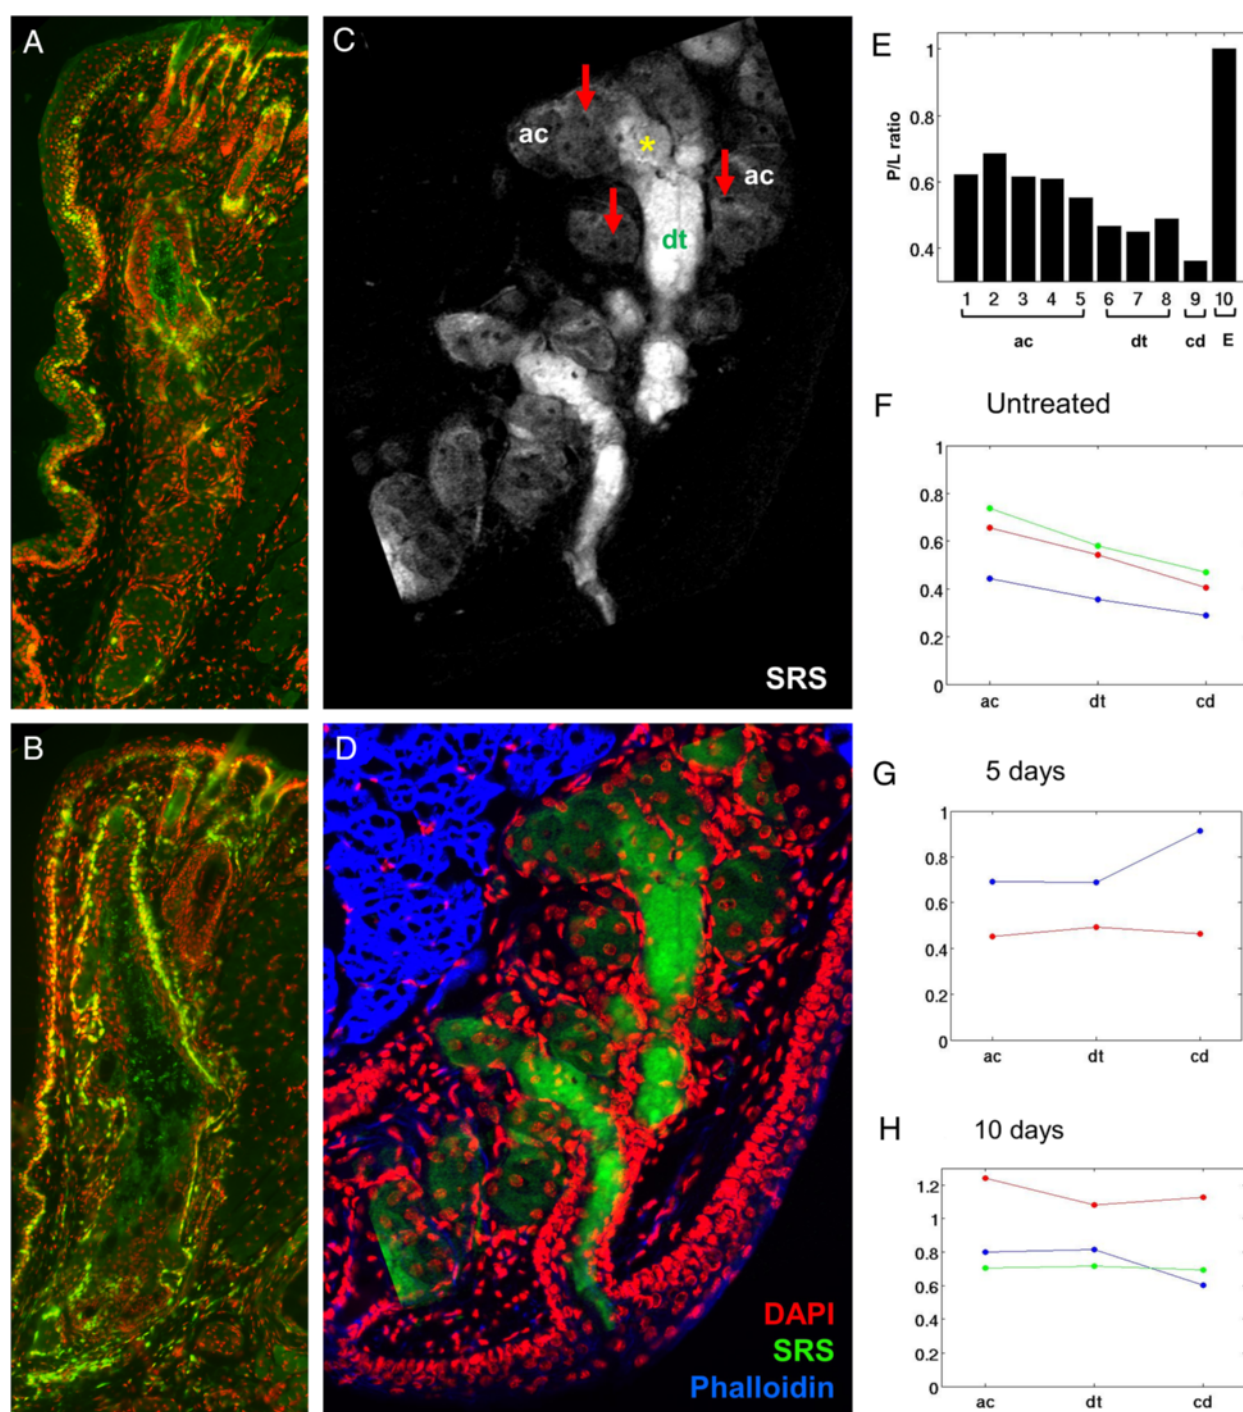 A
B
C
ac
*
ac
dt
SRS
D
DAPI
SRS
Phalloidin
E
P/L ratio
1
0.8
0.6
0.4
1 2 3 4 5 6 7 8 9 10
ac dt cd E
F Untreated
1
0.8
0.6
0.4
0.2
0
ac dt cd
G 5 days
1
0.8
0.6
0.4
0.2
0
ac dt cd
H 10 days
1.2
1
0.8
0.6
0.4
0.2
0
ac dt cd